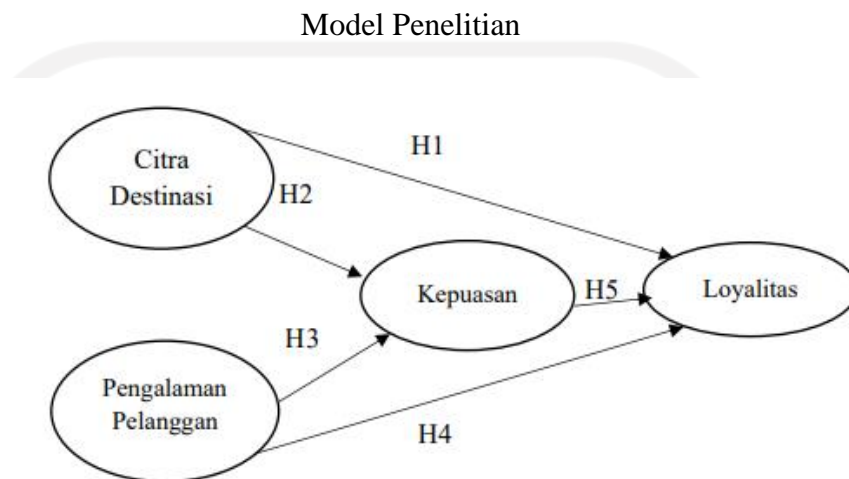 Model Penelitian
H1
Citra
Destinasi
H2
Kepuasan
H5
Loyalitas
H3
Pengalaman
Pelanggan
H4